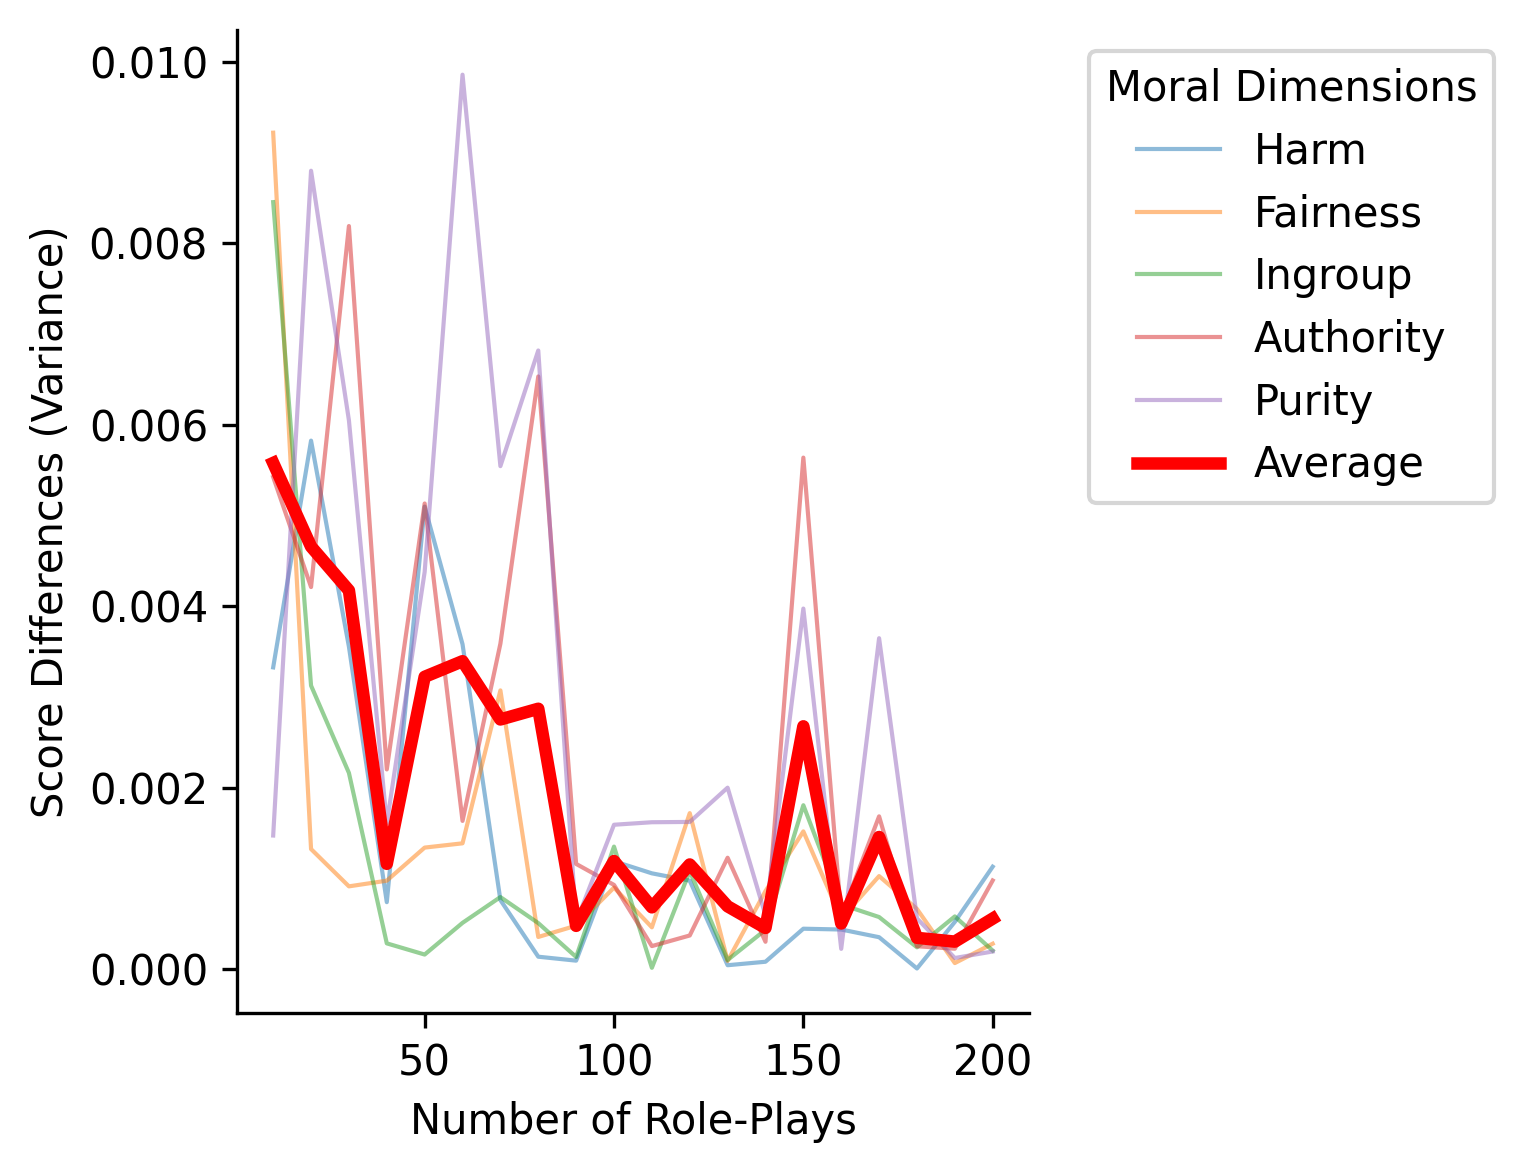 0.010
0.008
0.006
0.004
0.002
0.000
Score Differences (Variance)
50
100
150
200
Number of Role-Plays
Moral Dimensions
Harm
Fairness
Ingroup
Authority
Purity
Average